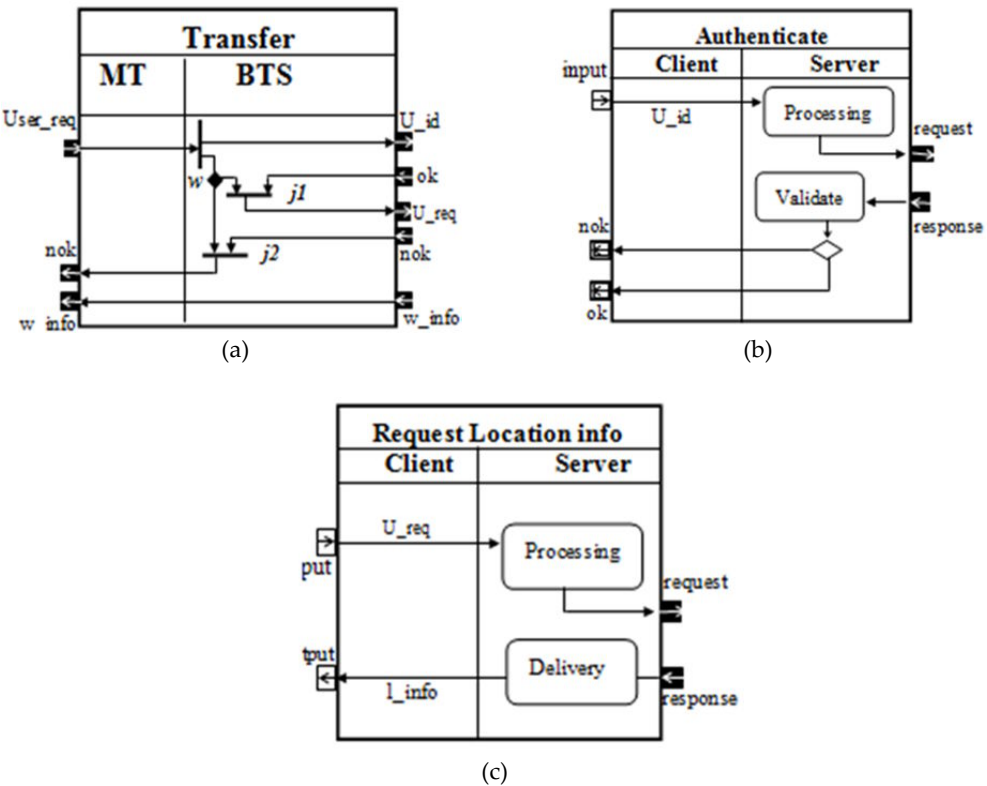 Transfer
MT BTS
User_req
U_id
w
ok
j1
U_req
nok
j2
nok
w_info
w_info
(a)
Authenticate
Client Server
input
U_id
Processing
request
Validate
nok
response
ok
(b)
Request Location info
Client Server
U_req
Processing
put
request
tput
Delivery
l_info
response
(c)